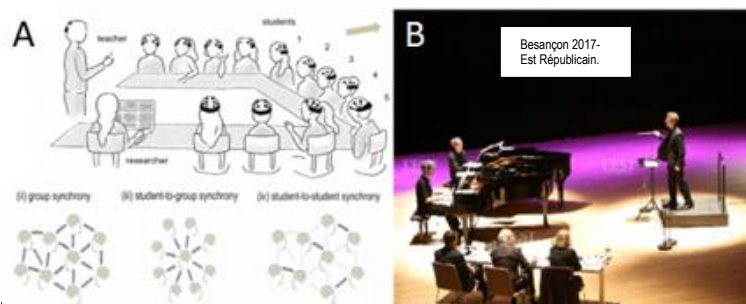 A
students
teacher
1
2
3
4
5
researcher
(ii) group synchrony
(iii) student-to-group synchrony
(iv) student-to-student synchrony
B
Besançon 2017-
Est Républicain.